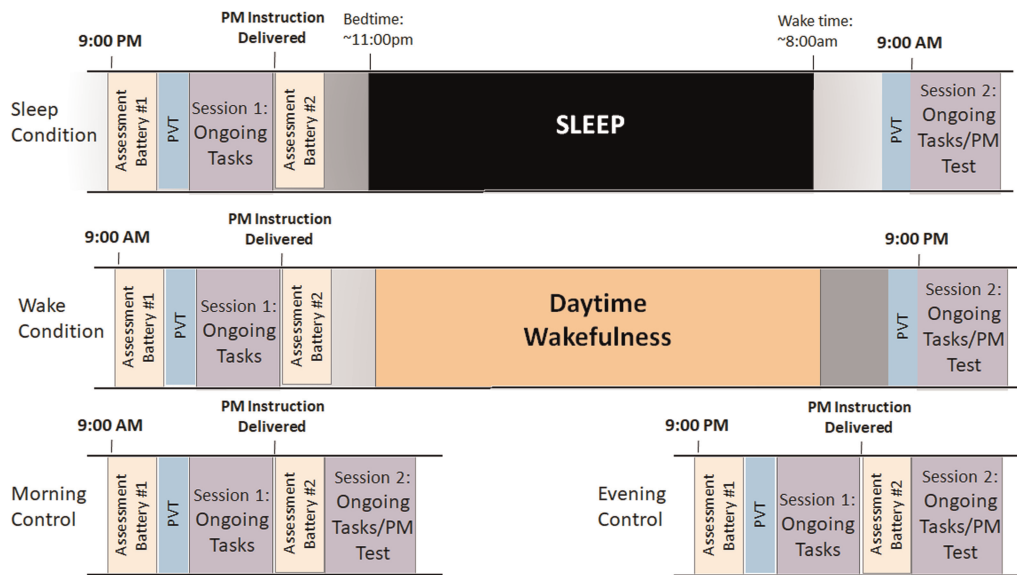 PM Instruction
Delivered
Bedtime:
~11:00pm
Wake time:
~8:00am
9:00 PM
9:00 AM
Sleep
Condition
Assessment
Battery #1
PVT
Session 1:
Ongoing
Tasks
Assessment
Battery #2
SLEEP
PVT
Session 2:
Ongoing
Tasks/PM
Test
PM Instruction
Delivered
9:00 AM
9:00 PM
Wake
Condition
Assessment
Battery #1
PVT
Session 1:
Ongoing
Tasks
Assessment
Battery #2
Daytime
Wakefulness
PVT
Session 2:
Ongoing
Tasks/PM
Test
PM Instruction
Delivered
9:00 AM
Morning
Control
Assessment
Battery #1
PVT
Session 1:
Ongoing
Tasks
Assessment
Battery #2
Session 2:
Ongoing
Tasks/PM
Test
PM Instruction
Delivered
9:00 PM
Evening
Control
Assessment
Battery #1
PVT
Session 1:
Ongoing
Tasks
Assessment
Battery #2
Session 2:
Ongoing
Tasks/PM
Test